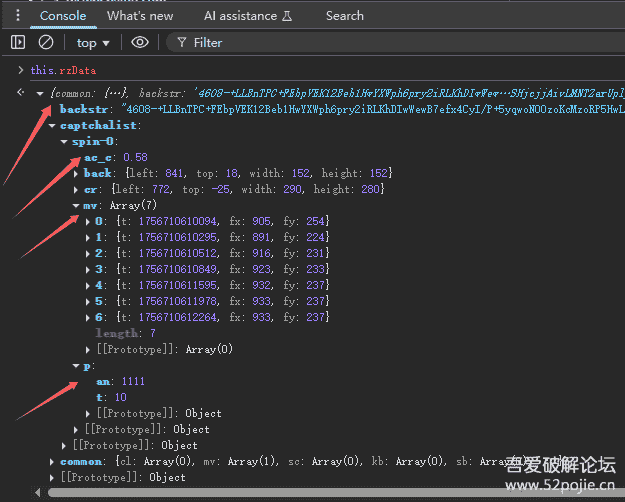 Console What's new AI assistance Search
top Filter
this.rzData
{common: {…}, backstr: '4608-+LLBnTPC+FEbpVEK12Beb1HwYXWph6pry2iRLKhDIwWew…SHjcjjAivLMNTZarUplj
backstr: "4608-+LLBnTPC+FEbpVEK12Beb1HwYXWph6pry2iRLKhDIwWewB7efx4CyI/P+5yqwoNOOzoKcMzoRP5HwL
captchalist:
spin-0:
ac_c: 0.58
back: {left: 841, top: 18, width: 152, height: 152}
cr: {left: 772, top: -25, width: 290, height: 280}
mv: Array(7)
0: {t: 1756710610094, fx: 905, fy: 254}
1: {t: 1756710610295, fx: 891, fy: 224}
2: {t: 1756710610512, fx: 916, fy: 231}
3: {t: 1756710610849, fx: 923, fy: 233}
4: {t: 1756710611595, fx: 932, fy: 237}
5: {t: 1756710611978, fx: 933, fy: 237}
6: {t: 1756710612264, fx: 933, fy: 237}
length: 7
[[Prototype]]: Array(0)
p:
an: 1111
t: 10
[[Prototype]]: Object
[[Prototype]]: Object
[[Prototype]]: Object
common: {cl: Array(0), mv: Array(1), sc: Array(0), kb: Array(0), sb: Array
[[Prototype]]: Object
吾爱破解论坛
www.52pojie.cn